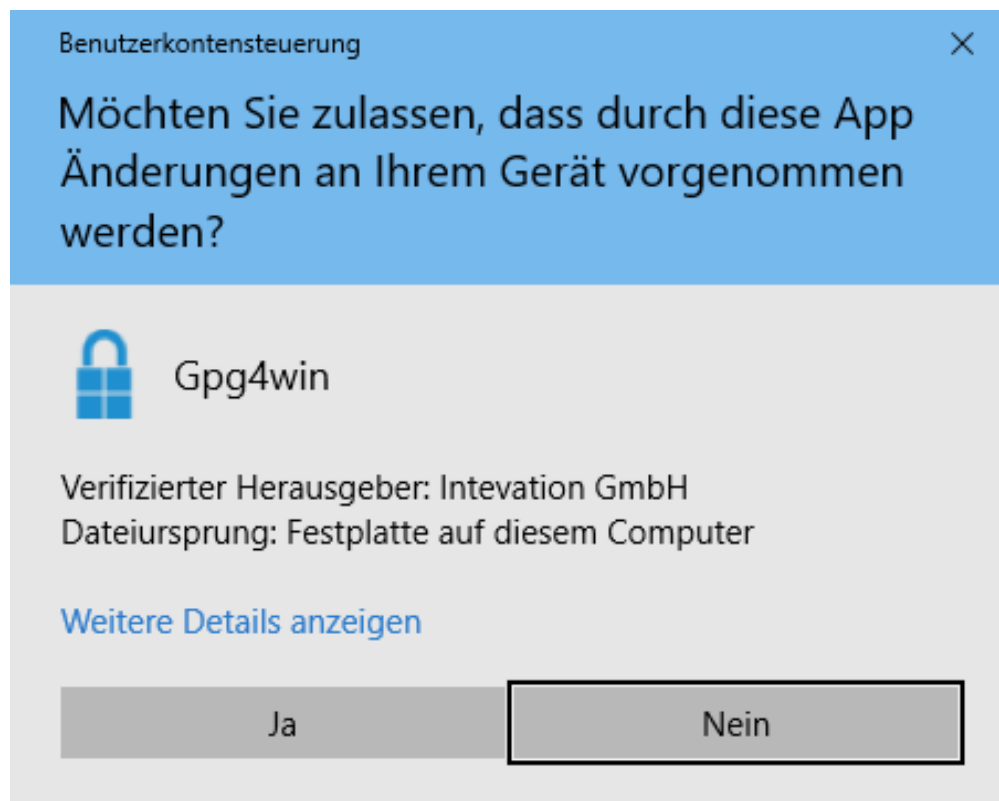 Benutzerkontensteuerung
Möchten Sie zulassen, dass durch diese App
Änderungen an Ihrem Gerät vorgenommen
werden?
Gpg4win
Verifizierter Herausgeber: Intevation GmbH
Dateiursprung: Festplatte auf diesem Computer
Weitere Details anzeigen
Ja
Nein